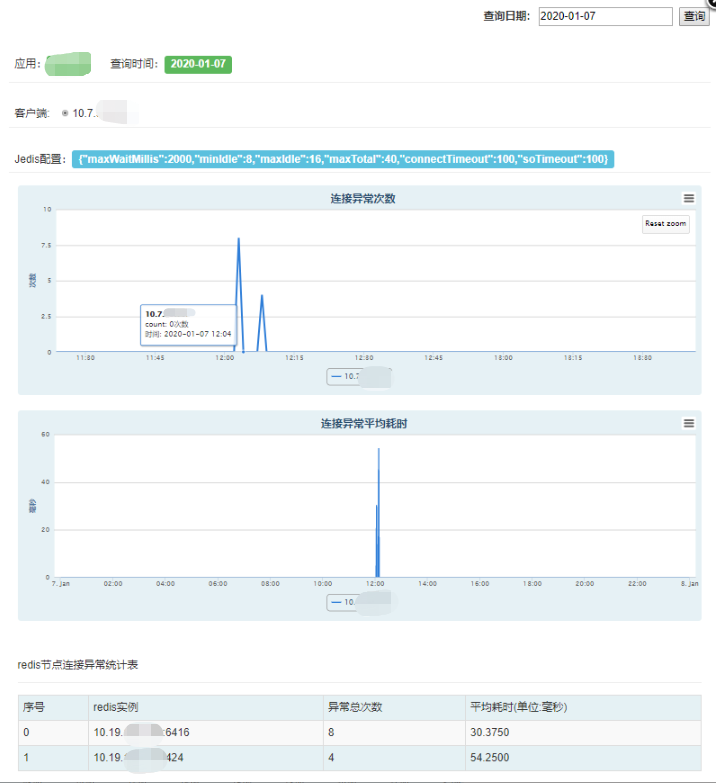 查询日期: 2020-01-07 查询
应用: 查询时间: 2020-01-07
客户端: 10.7.
Jedis配置: {"maxWaitMillis":2000,"minIdle":8,"maxIdle":16,"maxTotal":40,"connectTimeout":100,"soTimeout":100}
连接异常次数
Reset zoom
10
7.5
5
2.5
0
次数
10.7.
count: 0次数
时间: 2020-01-07 12:04
11:30 11:45 12:00 12:15 12:30 12:45 13:00 13:15 13:30
10.7
连接异常平均耗时
60
40
20
0
毫秒
7. Jan 02:00 04:00 06:00 08:00 10:00 12:00 14:00 16:00 18:00 20:00 22:00 8. Jan
10.
redis节点连接异常统计表
序号 redis实例 异常总次数 平均耗时(单位:毫秒)
0 10.19. :6416 8 30.3750
1 10.19. 424 4 54.2500